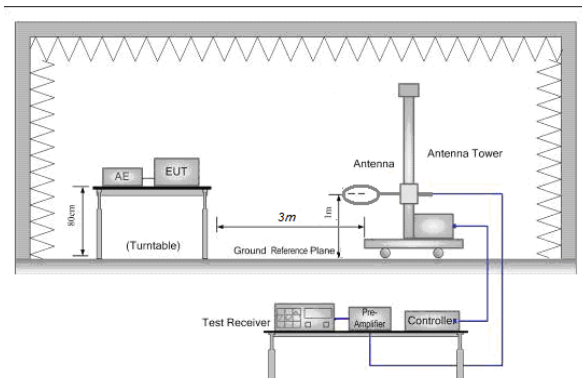 Antenna Tower
Antenna
EUT
AE
80cm
(Turntable)
3m
1m
Ground Reference Plane
Test Receiver
Pre-
Amplifier
Controller